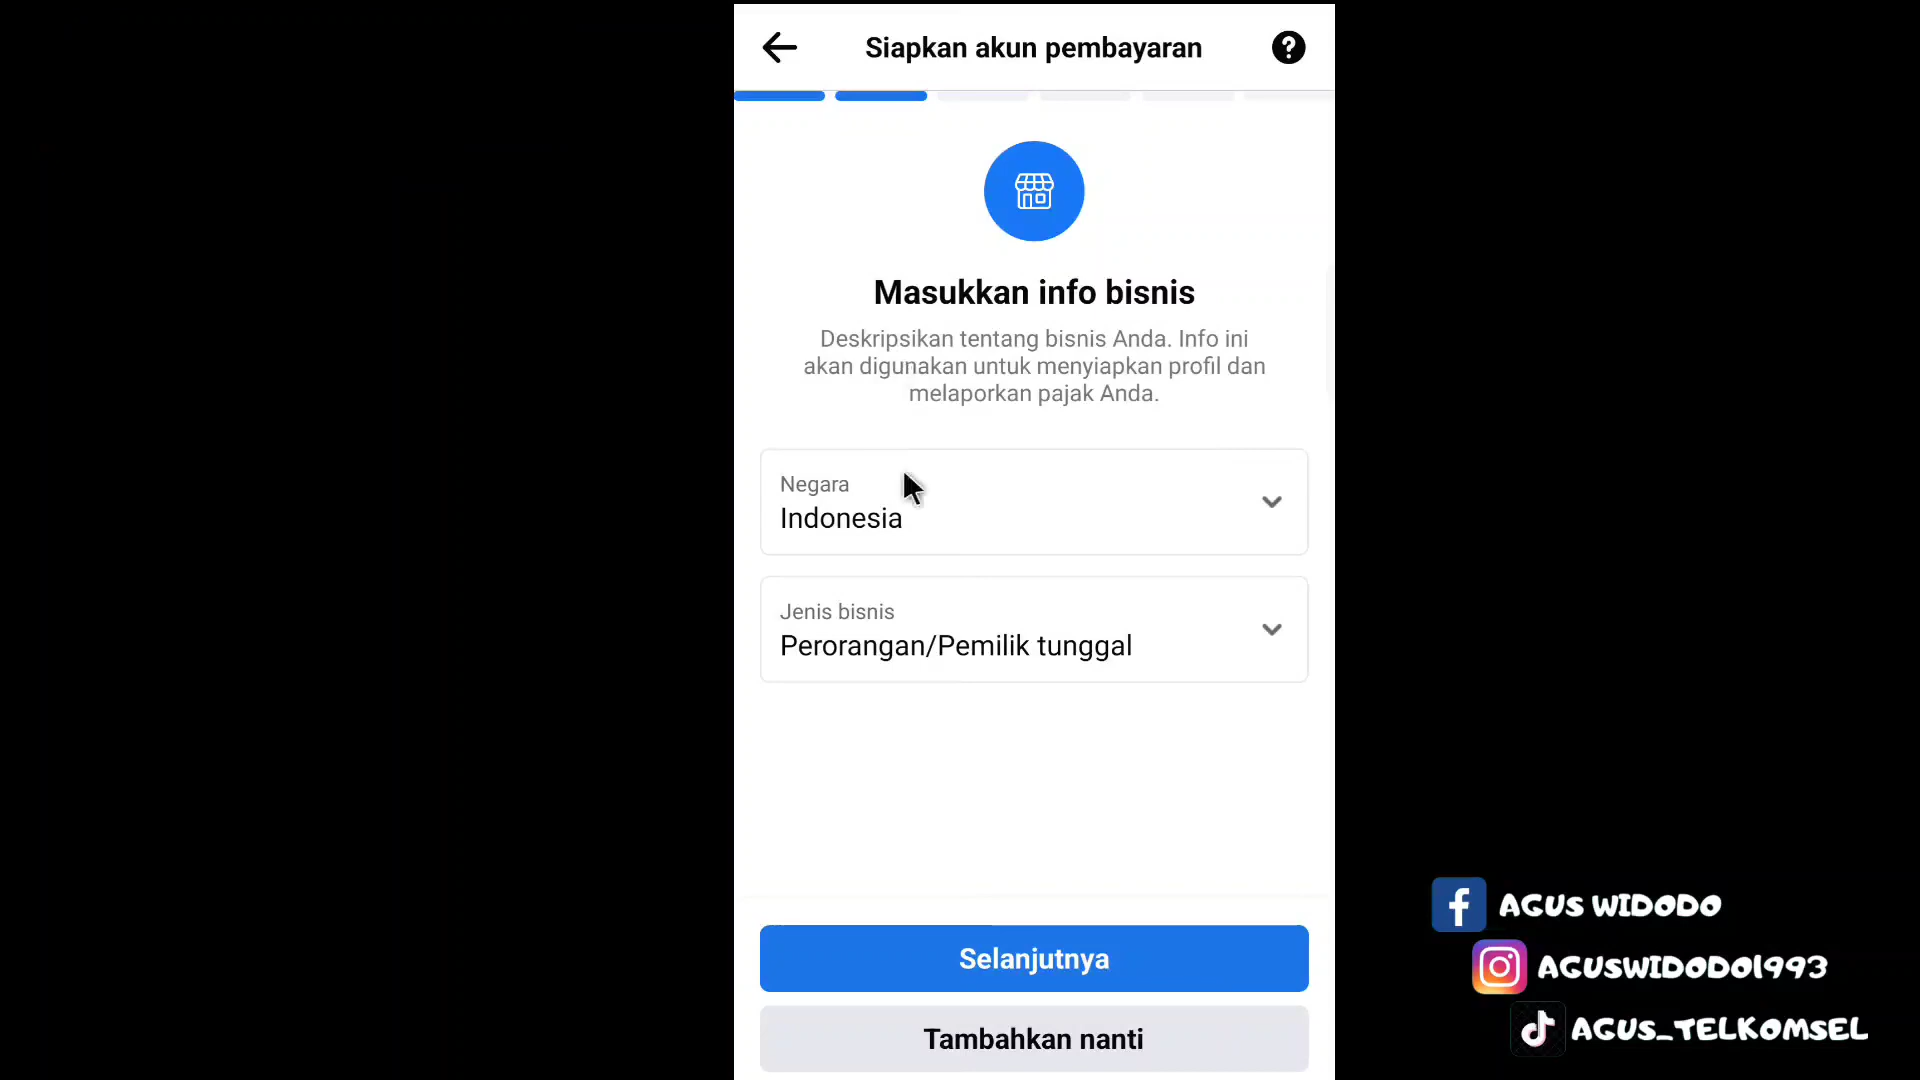 Siapkan akun pembayaran
Masukkan info bisnis
Deskripsikan tentang bisnis Anda. Info ini
akan digunakan untuk menyiapkan profil dan
melaporkan pajak Anda.
Negara
Indonesia
Jenis bisnis
Perorangan/Pemilik tunggal
Selanjutnya
Tambahkan nanti
AGUS WIDODO
AGUSWIDODO1993
AGUS_TELKOMSEL